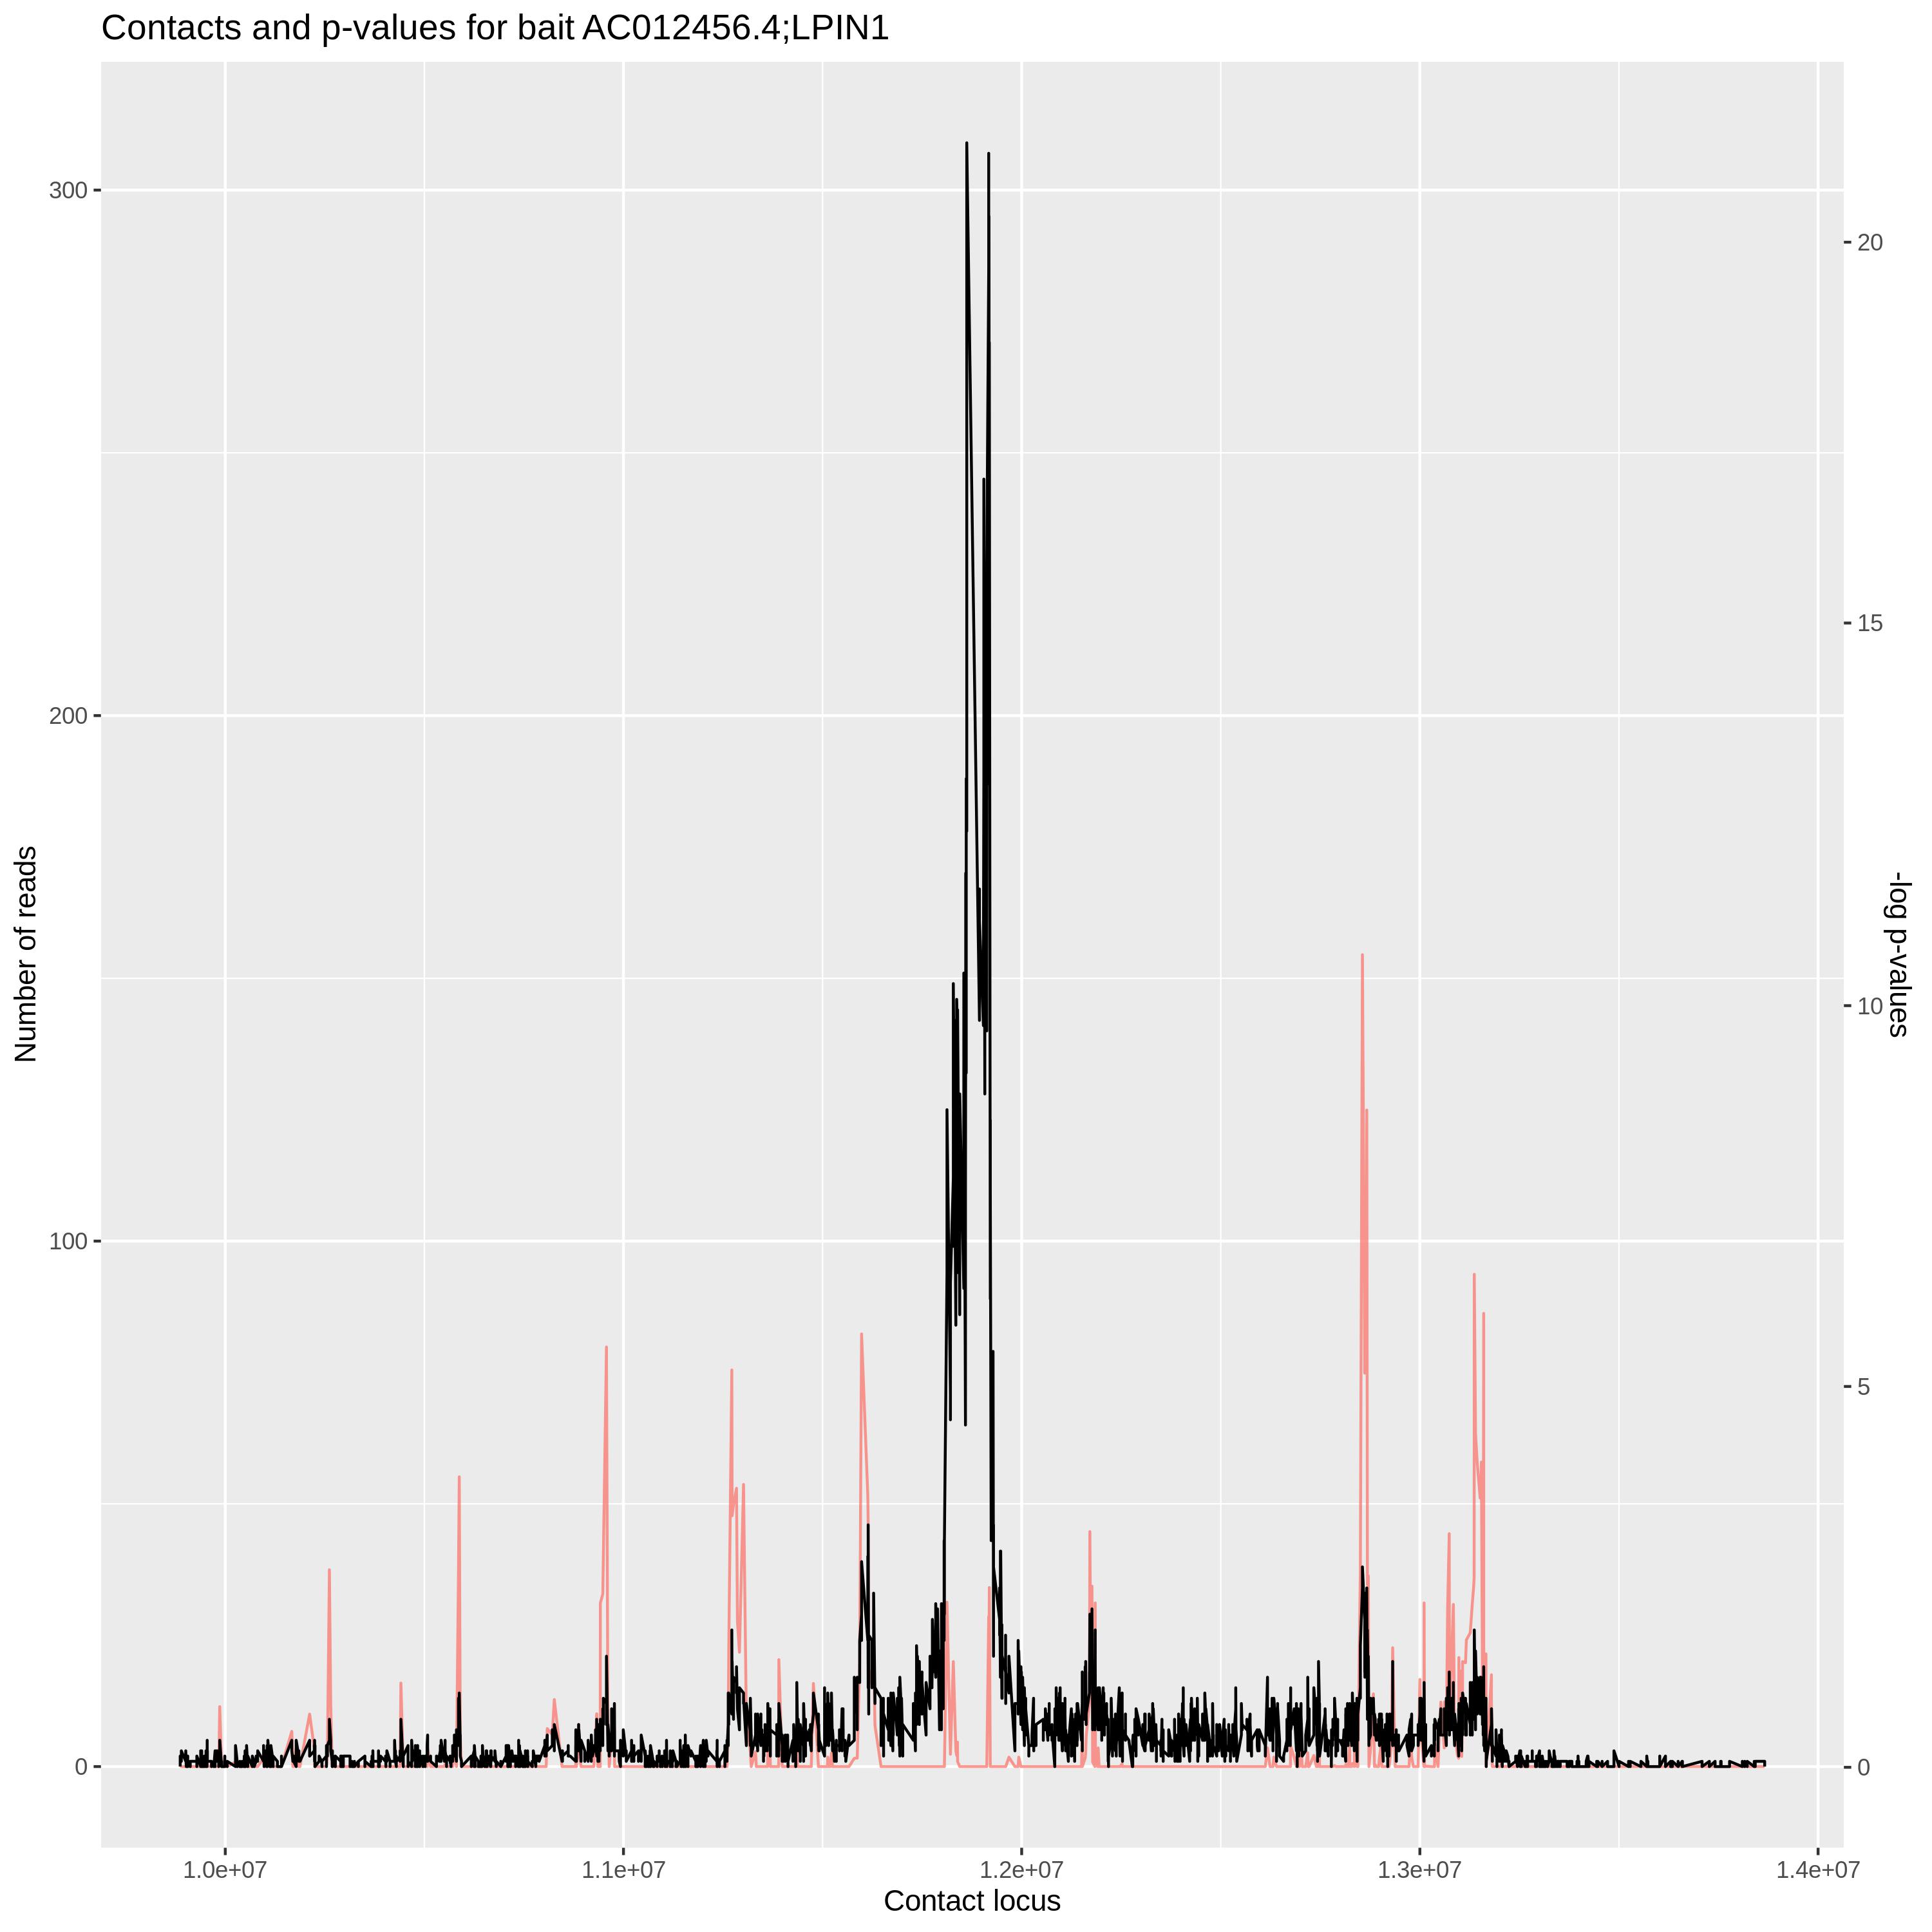 Contacts and p-values for bait AC012456.4;LPIN1
300
200
100
0
Number of reads
20
15
10
5
0
-log p-values
1.0e+07 1.1e+07 1.2e+07 1.3e+07 1.4e+07
Contact locus